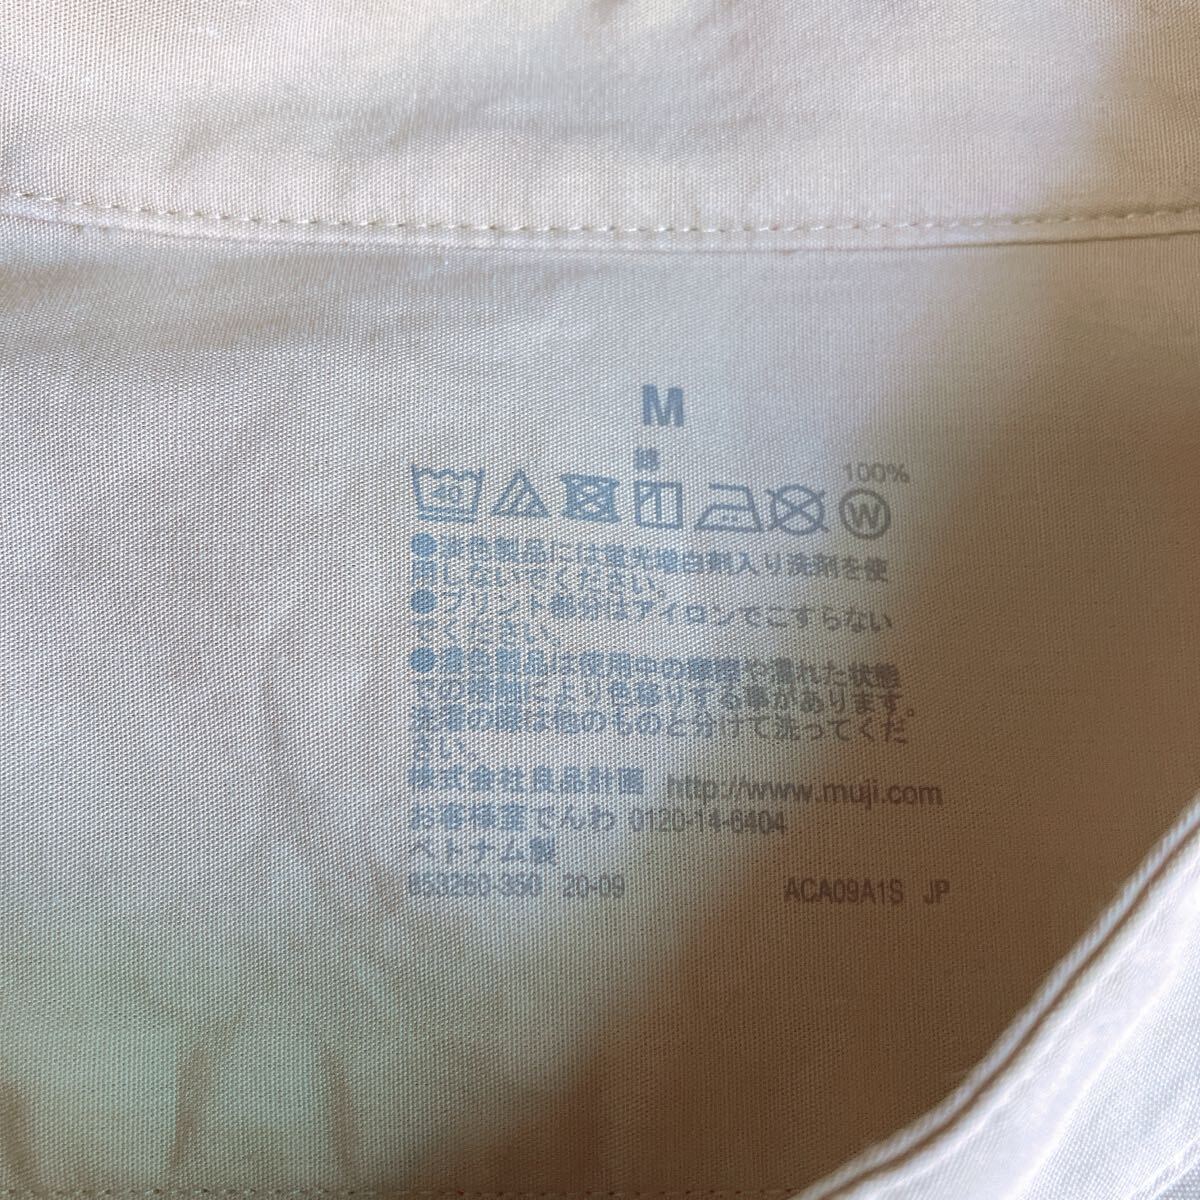 M
綿 100%
40 W
●淡色製品には蛍光増白剤入り洗剤を使
用しないでください。
●プリント部分はアイロンでこすらない
でください。
●濃色製品は使用中の摩擦や濡れた状態
での接触により色移りする事があります。
洗濯の際は他のものと分けて洗ってくだ
さい。
株式会社良品計画 http://www.muji.com
お客様室でんわ 0120-14-6404
ベトナム製
853260-350 20-09 ACA09A1S JP